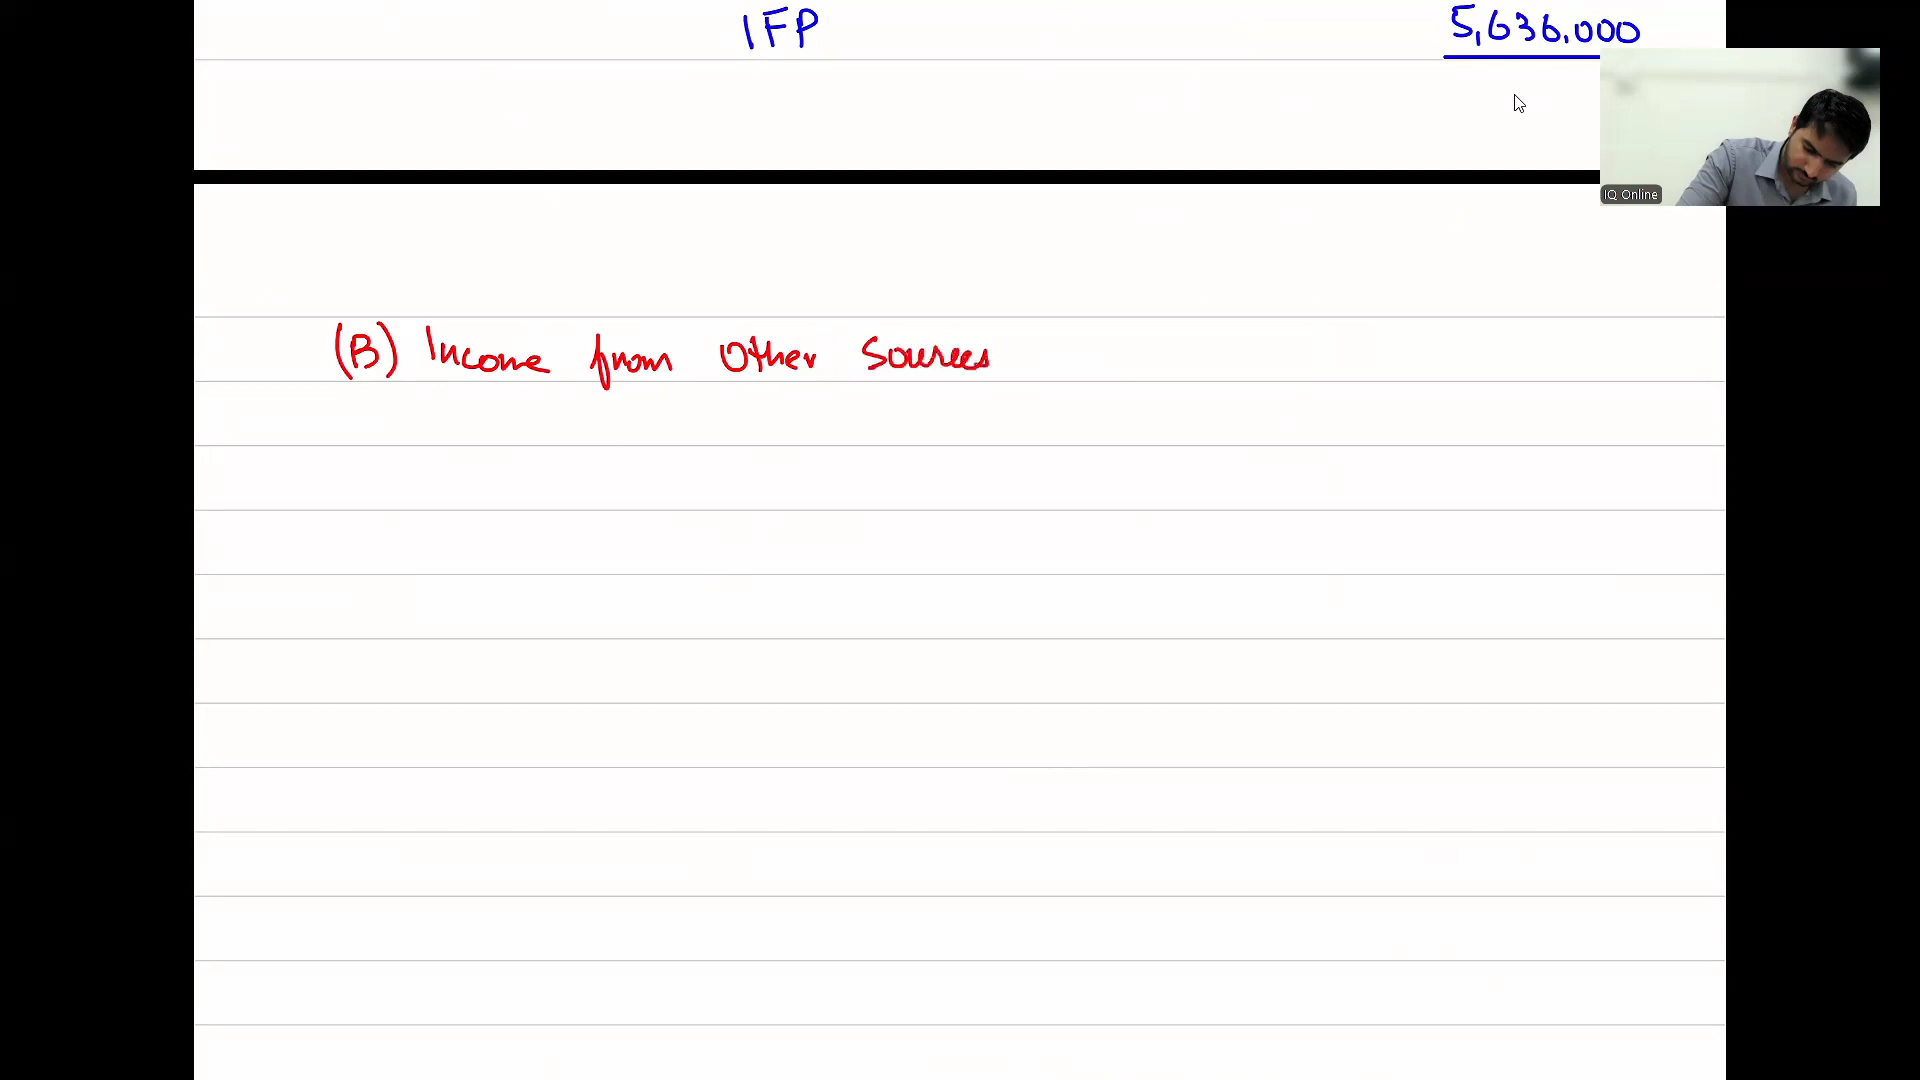 IFP 5,636,000
IQ Online
(B) Income from Other Sources